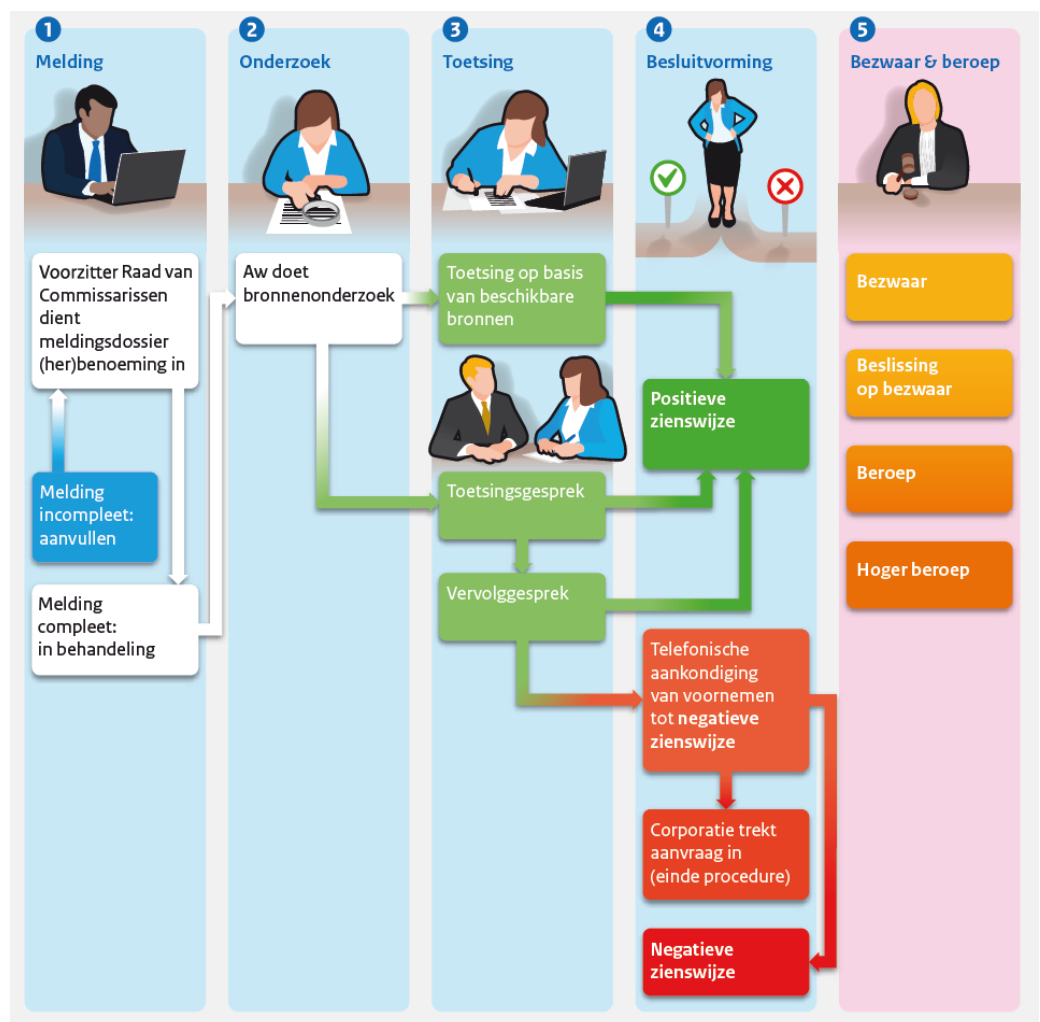 1
Melding
Voorzitter Raad van
Commissarissen
dient
meldingsdossier
(her)benoeming in
Melding
incompleet:
aanvullen
Melding
compleet:
in behandeling
2
Onderzoek
Aw doet
bronnenonderzoek
3
Toetsing
Toetsing op basis
van beschikbare
bronnen
Toetsingsgesprek
Vervolggesprek
4
Besluitvorming
Positieve
zienswijze
Telefonische
aankondiging
van voornemen
tot negatieve
zienswijze
Corporatie trekt
aanvraag in
(einde procedure)
Negatieve
zienswijze
5
Bezwaar & beroep
Bezwaar
Beslissing
op bezwaar
Beroep
Hoger beroep